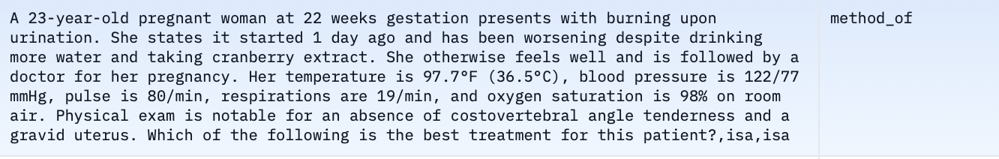 A 23-year-old pregnant woman at 22 weeks gestation presents with burning upon
urination. She states it started 1 day ago and has been worsening despite drinking
more water and taking cranberry extract. She otherwise feels well and is followed by a
doctor for her pregnancy. Her temperature is 97.7°F (36.5°C), blood pressure is 122/77
mmHg, pulse is 80/min, respirations are 19/min, and oxygen saturation is 98% on room
air. Physical exam is notable for an absence of costovertebral angle tenderness and a
gravid uterus. Which of the following is the best treatment for this patient?,isa,isa
method_of